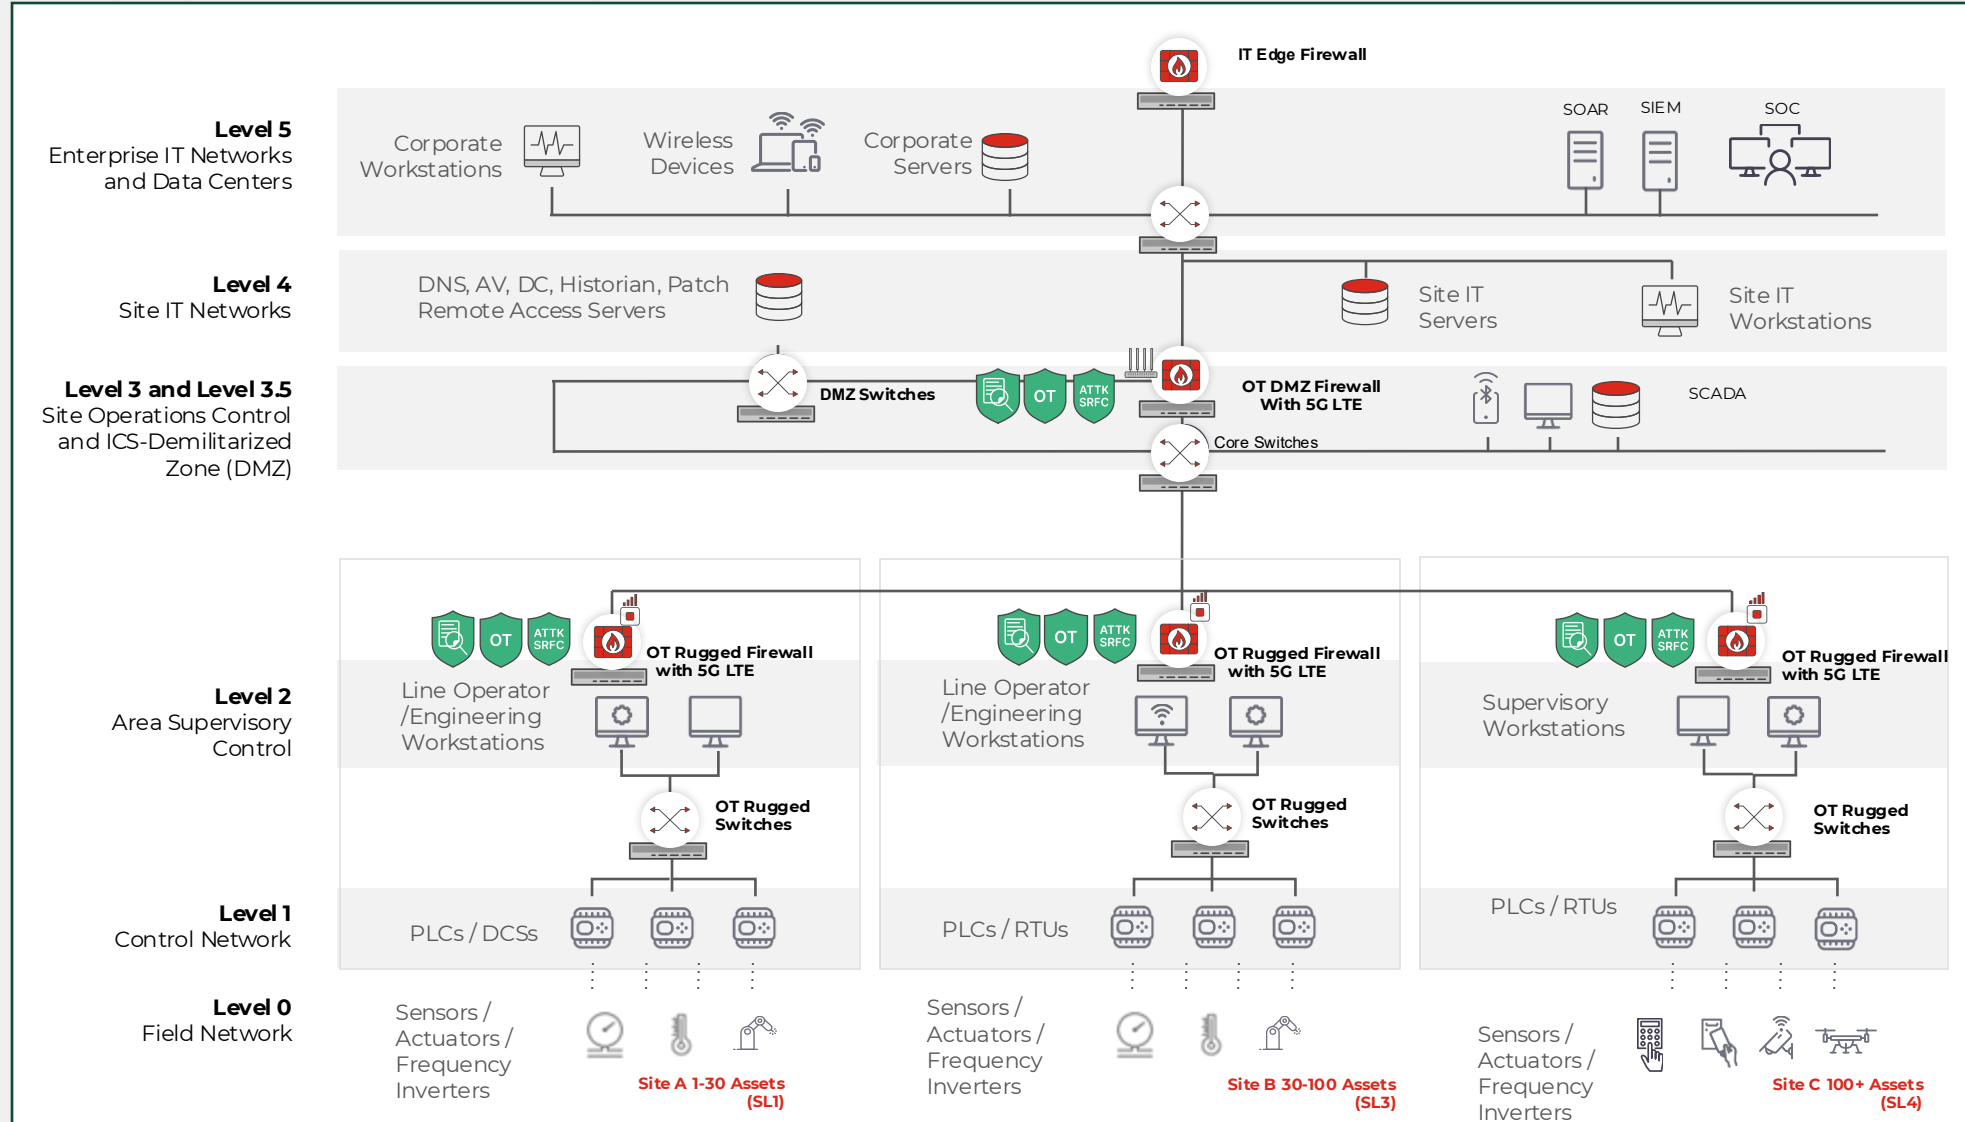 IT Edge Firewall
Level 5
Enterprise IT Networks
and Data Centers
Corporate
Workstations
Wireless
Devices
Corporate
Servers
SOAR
SIEM
SOC
Level 4
Site IT Networks
DNS, AV, DC, Historian, Patch
Remote Access Servers
Site IT
Servers
Site IT
Workstations
Level 3 and Level 3.5
Site Operations Control
and ICS-Demilitarized
Zone (DMZ)
DMZ Switches
OT
ATTK
SRFC
OT DMZ Firewall
With 5G LTE
Core Switches
SCADA
OT
ATTK
SRFC
OT Rugged Firewall
with 5G LTE
OT
ATTK
SRFC
OT Rugged Firewall
with 5G LTE
OT
ATTK
SRFC
OT Rugged Firewall
with 5G LTE
Level 2
Area Supervisory
Control
Line Operator
/Engineering
Workstations
Line Operator
/Engineering
Workstations
Supervisory
Workstations
OT Rugged
Switches
OT Rugged
Switches
OT Rugged
Switches
Level 1
Control Network
PLCs / DCSs
PLCs / RTUs
PLCs / RTUs
Level 0
Field Network
Sensors /
Actuators /
Frequency
Inverters
Site A 1-30 Assets
(SL1)
Sensors /
Actuators /
Frequency
Inverters
Site B 30-100 Assets
(SL3)
Sensors /
Actuators /
Frequency
Inverters
Site C 100+ Assets
(SL4)